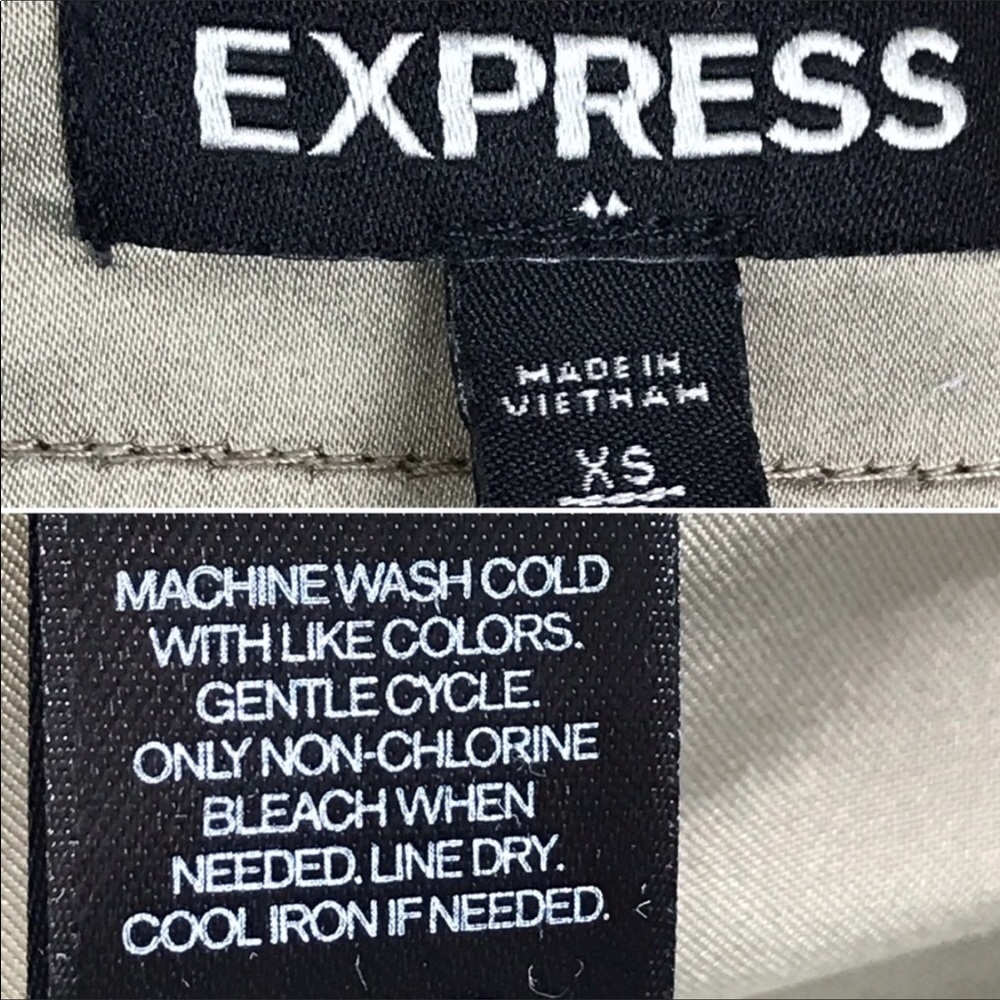 EXPRESS
MADE IN
VIETNAM
XS
MACHINE WASH COLD
WITH LIKE COLORS.
GENTLE CYCLE.
ONLY NON-CHLORINE
BLEACH WHEN
NEEDED. LINE DRY.
COOL IRON IF NEEDED.